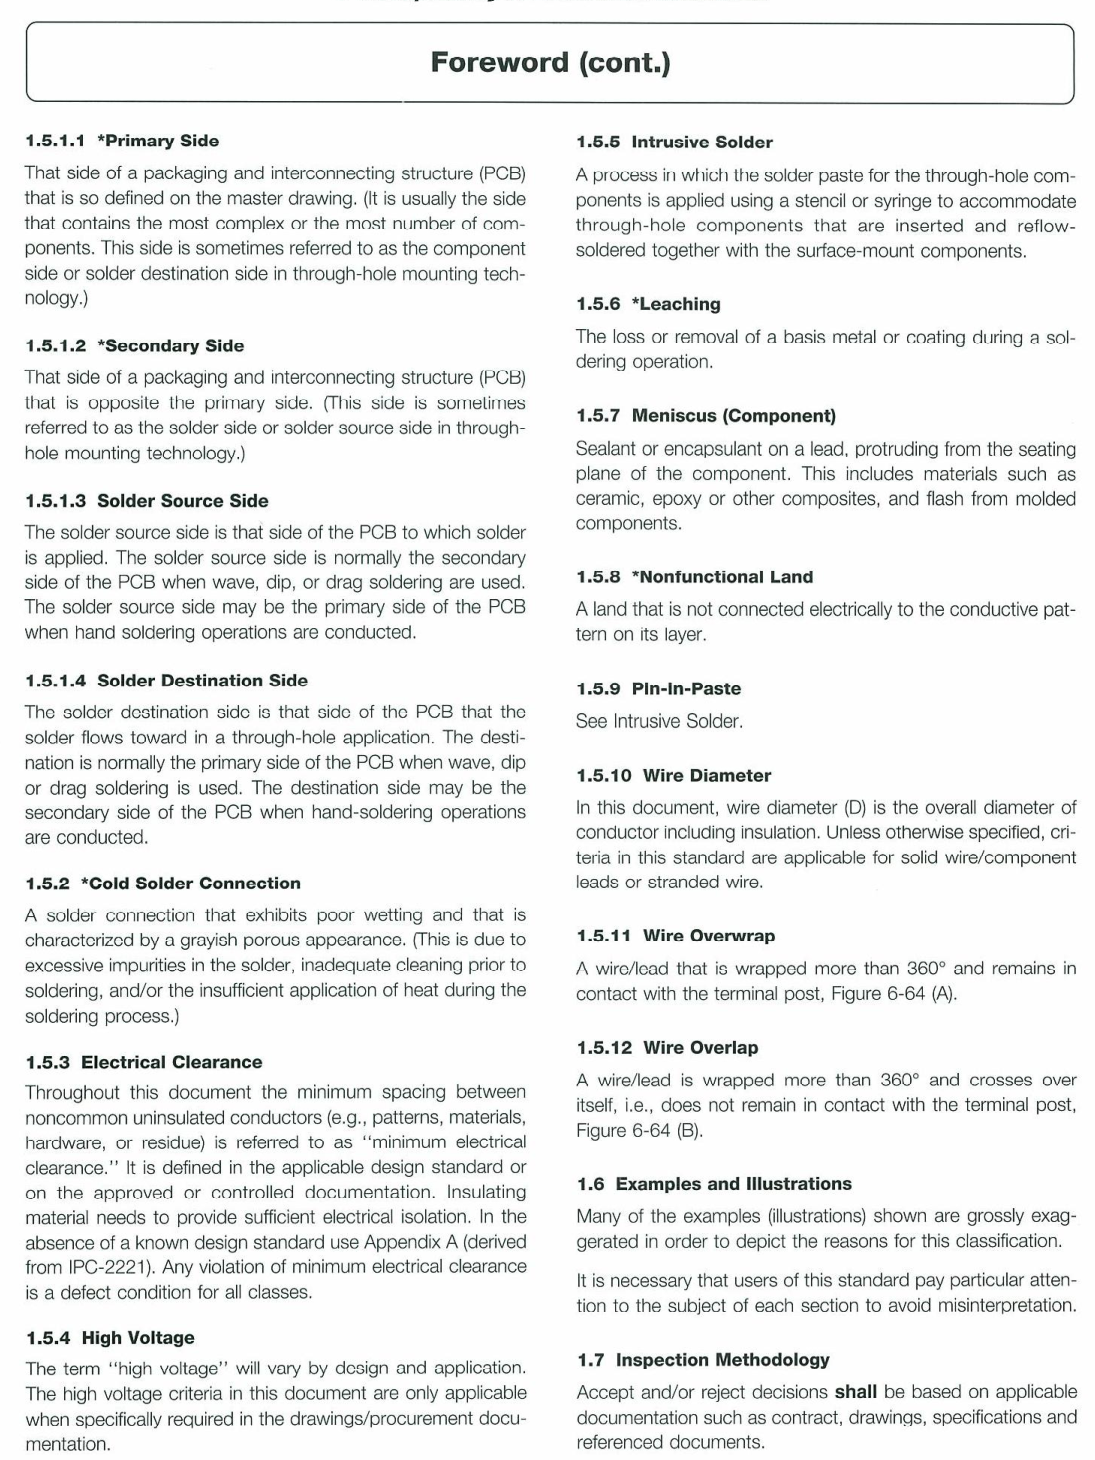 Foreword (cont.)
1.5.1.1 *Primary Side
That side of a packaging and interconnecting structure (PCB)
that is so defined on the master drawing. (It is usually the side
that contains the most complex or the most number of com-
ponents. This side is sometimes referred to as the component
side or solder destination side in through-hole mounting tech-
nology.)
1.5.1.2 *Secondary Side
That side of a packaging and interconnecting structure (PCB)
that is opposite the primary side. (This side is sometimes
referred to as the solder side or solder source side in through-
hole mounting technology.)
1.5.1.3 Solder Source Side
The solder source side is that side of the PCB to which solder
is applied. The solder source side is normally the secondary
side of the PCB when wave, dip, or drag soldering are used.
The solder source side may be the primary side of the PCB
when hand soldering operations are conducted.
1.5.1.4 Solder Destination Side
The solder destination side is that side of the PCB that the
solder flows toward in a through-hole application. The desti-
nation is normally the primary side of the PCB when wave, dip
or drag soldering is used. The destination side may be the
secondary side of the PCB when hand-soldering operations
are conducted.
1.5.2 *Cold Solder Connection
A solder connection that exhibits poor wetting and that is
characterized by a grayish porous appearance. (This is due to
excessive impurities in the solder, inadequate cleaning prior to
soldering, and/or the insufficient application of heat during the
soldering process.)
1.5.3 Electrical Clearance
Throughout this document the minimum spacing between
noncommon uninsulated conductors (e.g., patterns, materials,
hardware, or residue) is referred to as ‘‘minimum electrical
clearance.’’ It is defined in the applicable design standard or
on the approved or controlled documentation. Insulating
material needs to provide sufficient electrical isolation. In the
absence of a known design standard use Appendix A (derived
from IPC-2221). Any violation of minimum electrical clearance
is a defect condition for all classes.
1.5.4 High Voltage
The term ‘‘high voltage’’ will vary by design and application.
The high voltage criteria in this document are only applicable
when specifically required in the drawings/procurement docu-
mentation.
1.5.5 Intrusive Solder
A process in which the solder paste for the through-hole com-
ponents is applied using a stencil or syringe to accommodate
through-hole components that are inserted and reflow-
soldered together with the surface-mount components.
1.5.6 *Leaching
The loss or removal of a basis metal or coating during a sol-
dering operation.
1.5.7 Meniscus (Component)
Sealant or encapsulant on a lead, protruding from the seating
plane of the component. This includes materials such as
ceramic, epoxy or other composites, and flash from molded
components.
1.5.8 *Nonfunctional Land
A land that is not connected electrically to the conductive pat-
tern on its layer.
1.5.9 Pin-in-Paste
See Intrusive Solder.
1.5.10 Wire Diameter
In this document, wire diameter (D) is the overall diameter of
conductor including insulation. Unless otherwise specified, cri-
teria in this standard are applicable for solid wire/component
leads or stranded wire.
1.5.11 Wire Overwrap
A wire/lead that is wrapped more than 360° and remains in
contact with the terminal post, Figure 6-64 (A).
1.5.12 Wire Overlap
A wire/lead is wrapped more than 360° and crosses over
itself, i.e., does not remain in contact with the terminal post,
Figure 6-64 (B).
1.6 Examples and Illustrations
Many of the examples (illustrations) shown are grossly exag-
gerated in order to depict the reasons for this classification.
It is necessary that users of this standard pay particular atten-
tion to the subject of each section to avoid misinterpretation.
1.7 Inspection Methodology
Accept and/or reject decisions shall be based on applicable
documentation such as contract, drawings, specifications and
referenced documents.